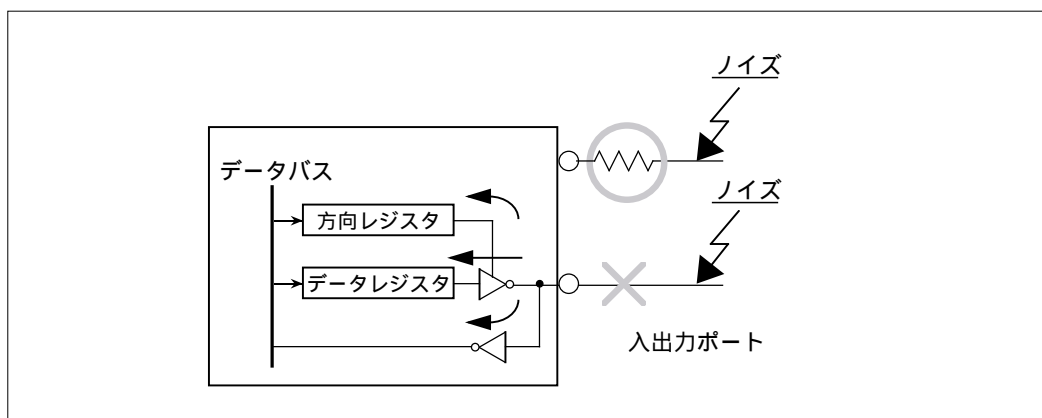 ノイズ
データバス
ノイズ
方向レジスタ
データレジスタ
入出力ポート